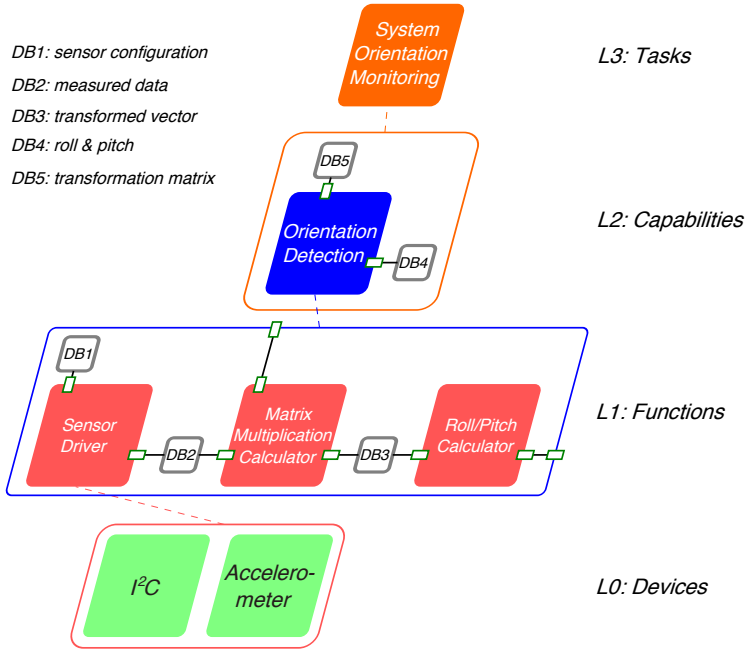 System
Orientation
Monitoring
L3: Tasks
DB1: sensor configuration
DB2: measured data
DB3: transformed vector
DB4: roll & pitch
DB5: transformation matrix
DB5
Orientation
Detection
DB4
L2: Capabilities
DB1
Sensor
Driver
DB2
Matrix
Multiplication
Calculator
DB3
Roll/Pitch
Calculator
L1: Functions
I²C
Accelero-
meter
L0: Devices